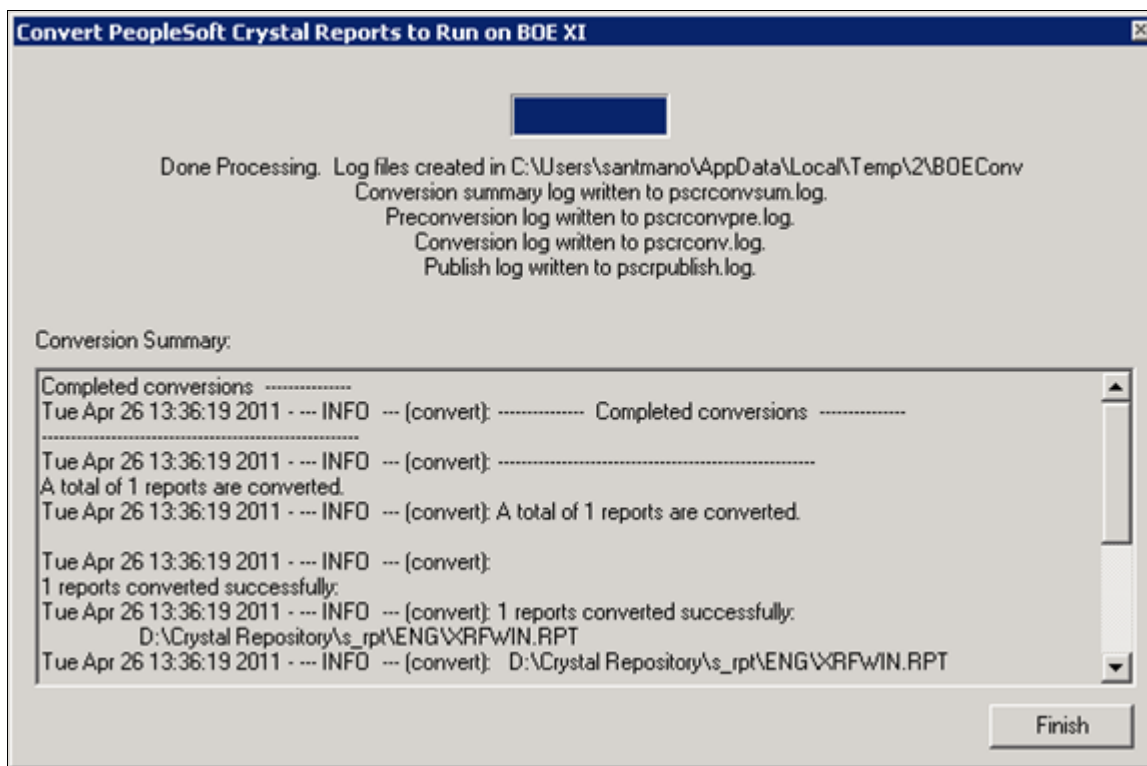 Convert PeopleSoft Crystal Reports to Run on BOE XI
Done Processing.  Log files created in C:\Users\santmano\AppData\Local\Temp\2\BOEConv
Conversion summary log written to pscrconvsum.log.
Preconversion log written to pscrconvpre.log.
Conversion log written to pscrconv.log.
Publish log written to pscrpublish.log.
Conversion Summary:
Completed conversions  ---------------
Tue Apr 26 13:36:19 2011 - --- INFO  --- (convert): ---------------  Completed conversions  ---------------
-------------------------------------------------------
Tue Apr 26 13:36:19 2011 - --- INFO  --- (convert): -------------------------------------------------------
A total of 1 reports are converted.
Tue Apr 26 13:36:19 2011 - --- INFO  --- (convert): A total of 1 reports are converted.
Tue Apr 26 13:36:19 2011 - --- INFO  --- (convert):
1 reports converted successfully:
Tue Apr 26 13:36:19 2011 - --- INFO  --- (convert): 1 reports converted successfully:
D:\Crystal Repository\s_rpt\ENG\XRFWIN.RPT
Tue Apr 26 13:36:19 2011 - --- INFO  --- (convert):   D:\Crystal Repository\s_rpt\ENG\XRFWIN.RPT
Finish